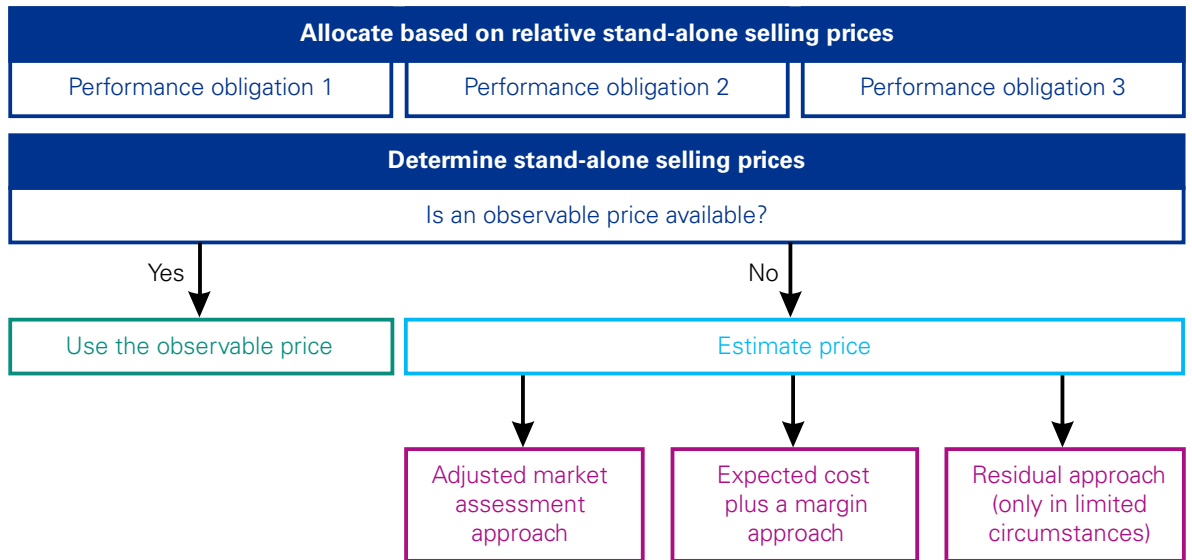 Allocate based on relative stand-alone selling prices
Performance obligation 1
Performance obligation 2
Performance obligation 3
Determine stand-alone selling prices
Is an observable price available?
Yes
No
Use the observable price
Estimate price
Adjusted market
assessment
approach
Expected cost
plus a margin
approach
Residual approach
(only in limited
circumstances)